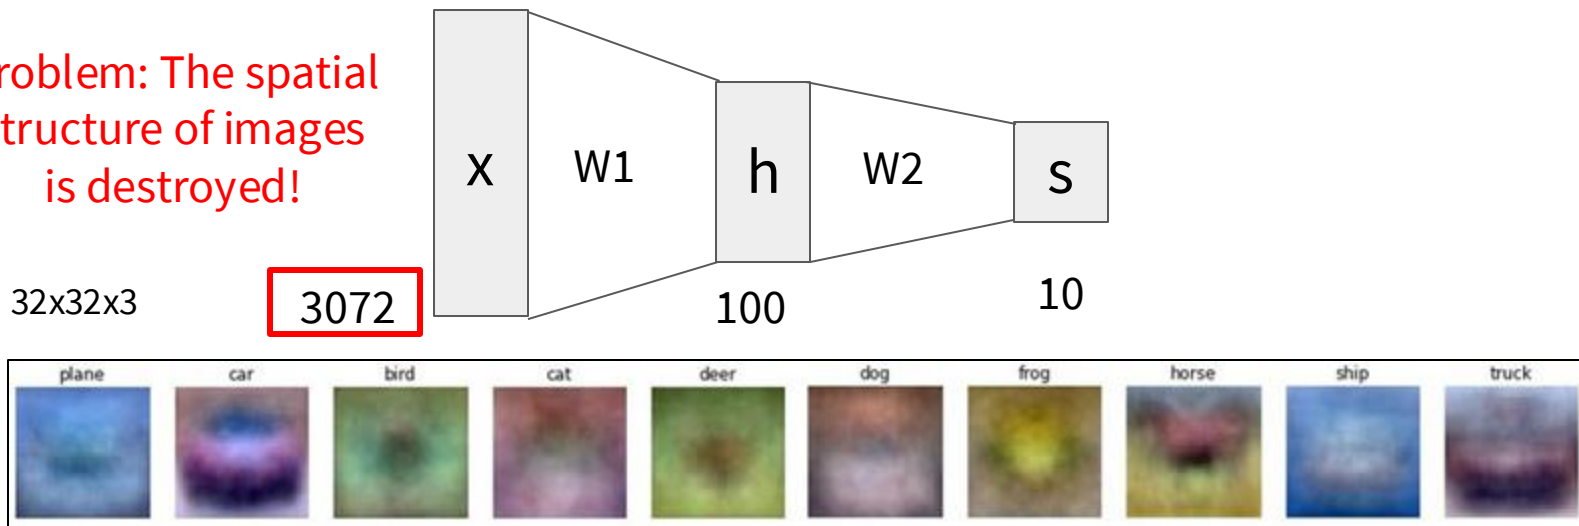 roblem: The spatial
tructure of images
is destroyed!
x
W1
h
W2
s
32x32x3
3072
100
10
plane car bird cat deer dog frog horse ship truck